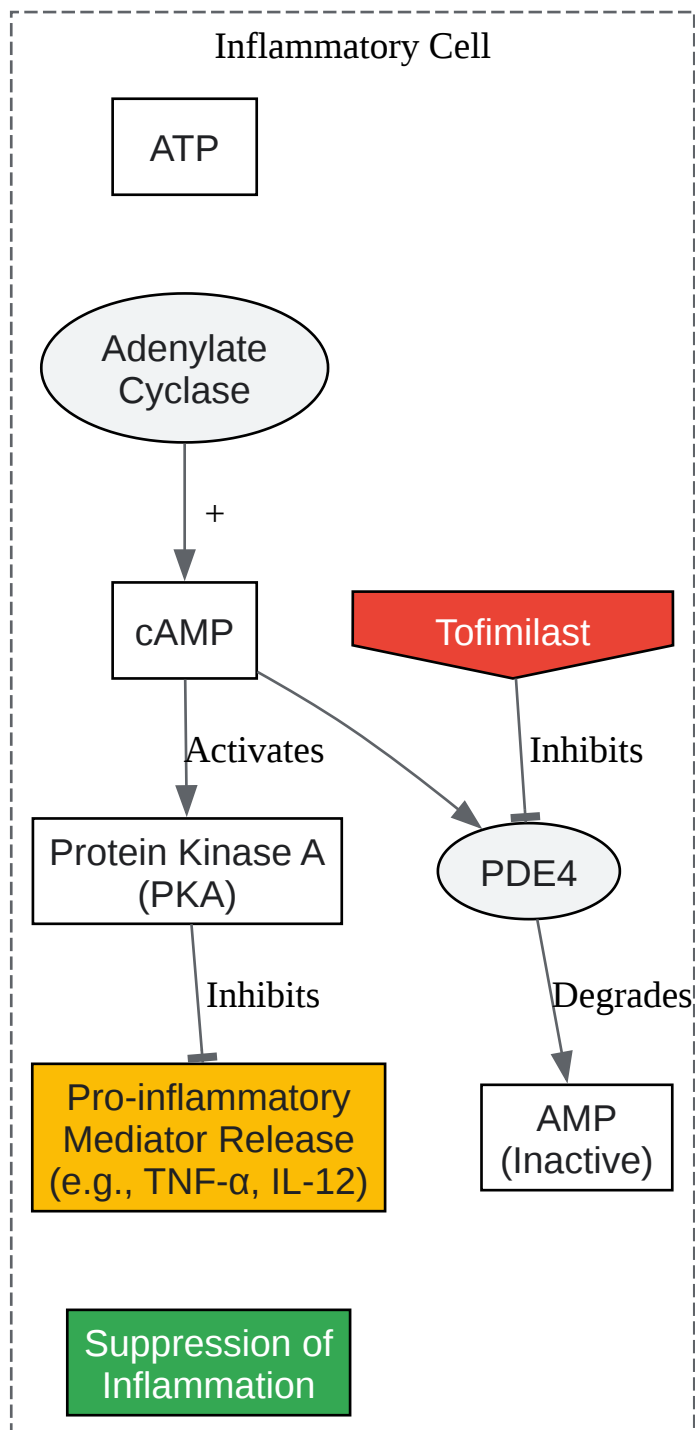 Inflammatory Cell
ATP
Adenylate
Cyclase
+
cAMP
Tofimilast
Activates
Inhibits
Protein Kinase A
(PKA)
PDE4
Inhibits
Degrades
Pro-inflammatory
Mediator Release
(e.g., TNF-α, IL-12)
AMP
(Inactive)
Suppression of
Inflammation